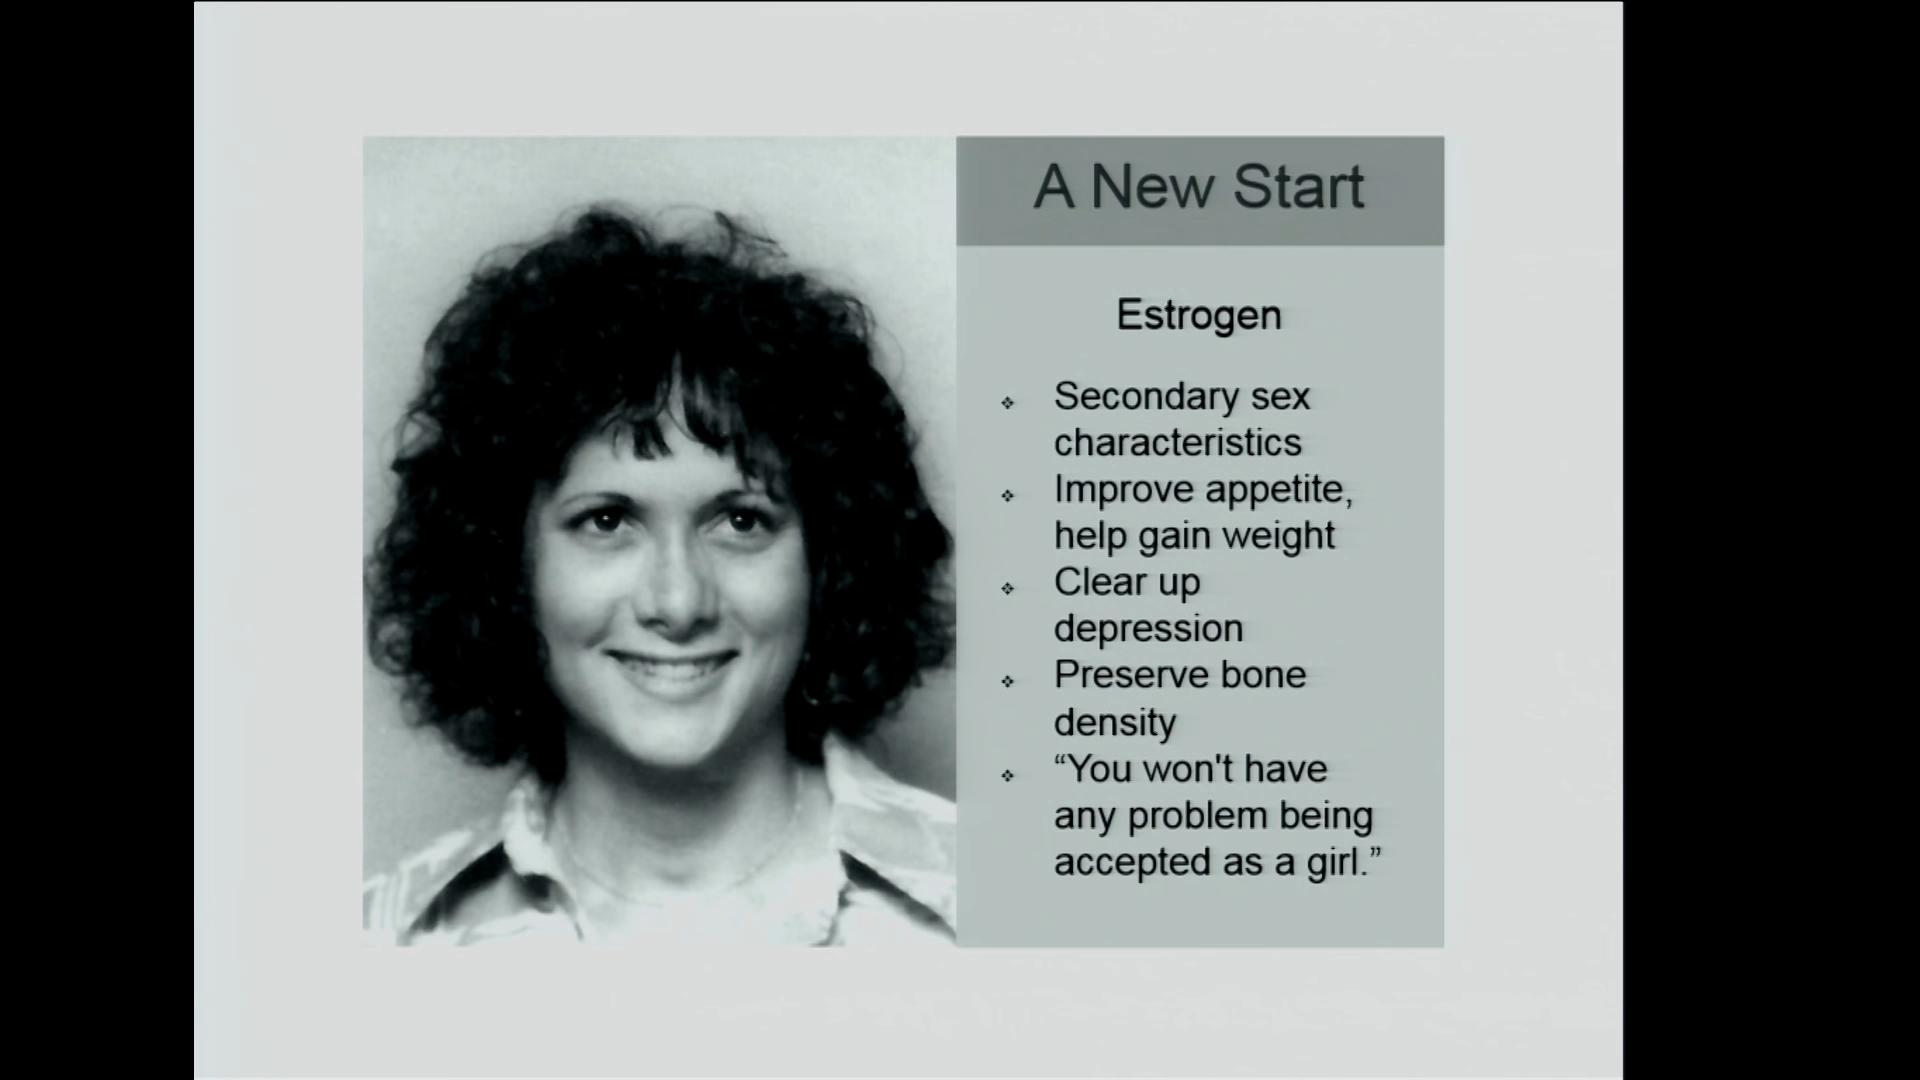 A New Start
Estrogen
❖ Secondary sex
characteristics
❖ Improve appetite,
help gain weight
❖ Clear up
depression
❖ Preserve bone
density
❖ “You won't have
any problem being
accepted as a girl.”